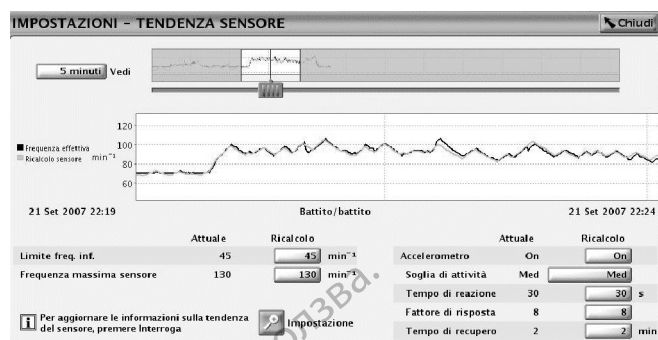 IMPOSTAZIONI - TENDENZA SENSORE Chiudi
5 minuti Vedi
120
100
80
60
Frequenza effettiva
Ricalcolo sensore min⁻¹
21 Set 2007 22:19 Battito/battito 21 Set 2007 22:24
Attuale Ricalcolo Attuale Ricalcolo
Limite freq. inf. 45 45 min⁻¹ Accelerometro On On
Frequenza massima sensore 130 130 min⁻¹ Soglia di attività Med Med
Tempo di reazione 30 30 s
Fattore di risposta 8 8
Tempo di recupero 2 2 min
Per aggiornare le informazioni sulla tendenza
del sensore, premere Interroga
Impostazione